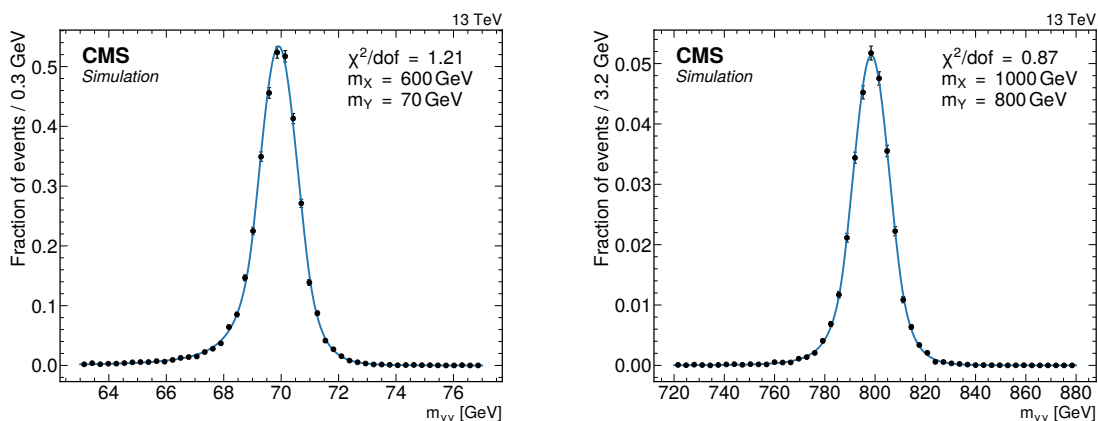 13 TeV
CMS
Simulation
χ²/dof = 1.21
m_X = 600 GeV
m_Y = 70 GeV
Fraction of events / 0.3 GeV
0.5
0.4
0.3
0.2
0.1
0.0
64 66 68 70 72 74 76
m_γγ [GeV]
13 TeV
CMS
Simulation
χ²/dof = 0.87
m_X = 1000 GeV
m_Y = 800 GeV
Fraction of events / 3.2 GeV
0.05
0.04
0.03
0.02
0.01
0.00
720 740 760 780 800 820 840 860 880
m_γγ [GeV]